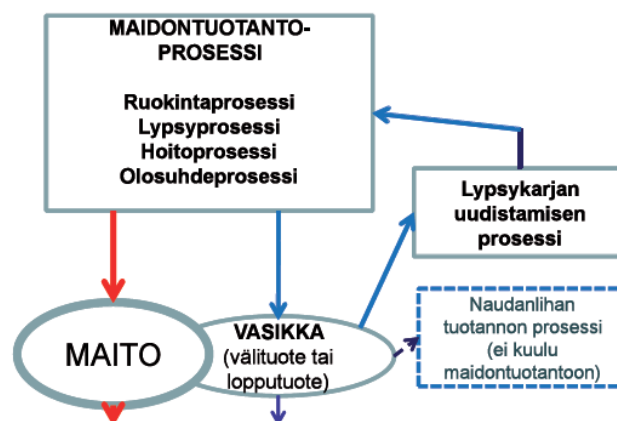 MAIDONTUOTANTO-
PROSESSI
Ruokintaprosessi
Lypsyprosessi
Hoitoprosessi
Olosuhdeprosessi
Lypsykarjan
uudistamisen
prosessi
MAITO
VASIKKA
(välituote tai
lopputuote)
Naudanlihan
tuotannon prosessi
(ei kuulu
maidontuotantoon)